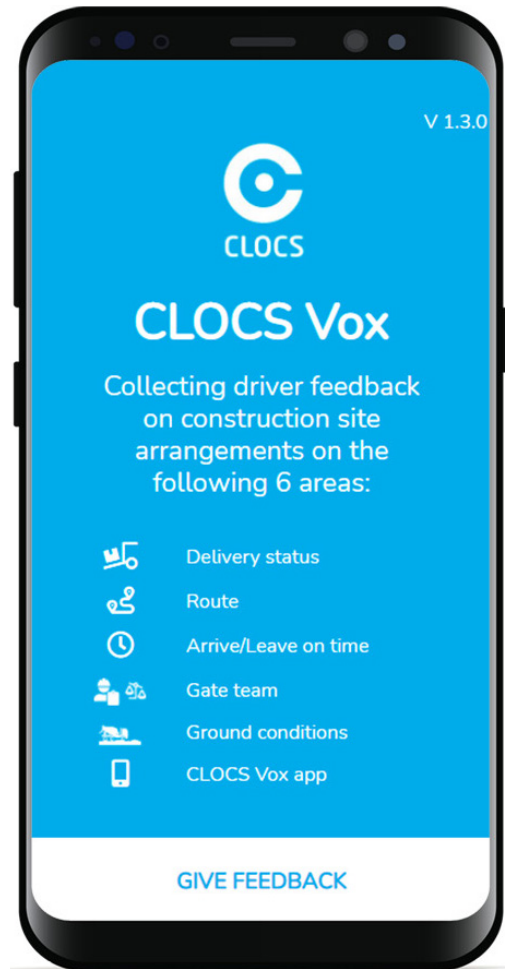 V 1.3.0
CLOCS
CLOCS Vox
Collecting driver feedback
on construction site
arrangements on the
following 6 areas:
Delivery status
Route
Arrive/Leave on time
Gate team
Ground conditions
CLOCS Vox app
GIVE FEEDBACK